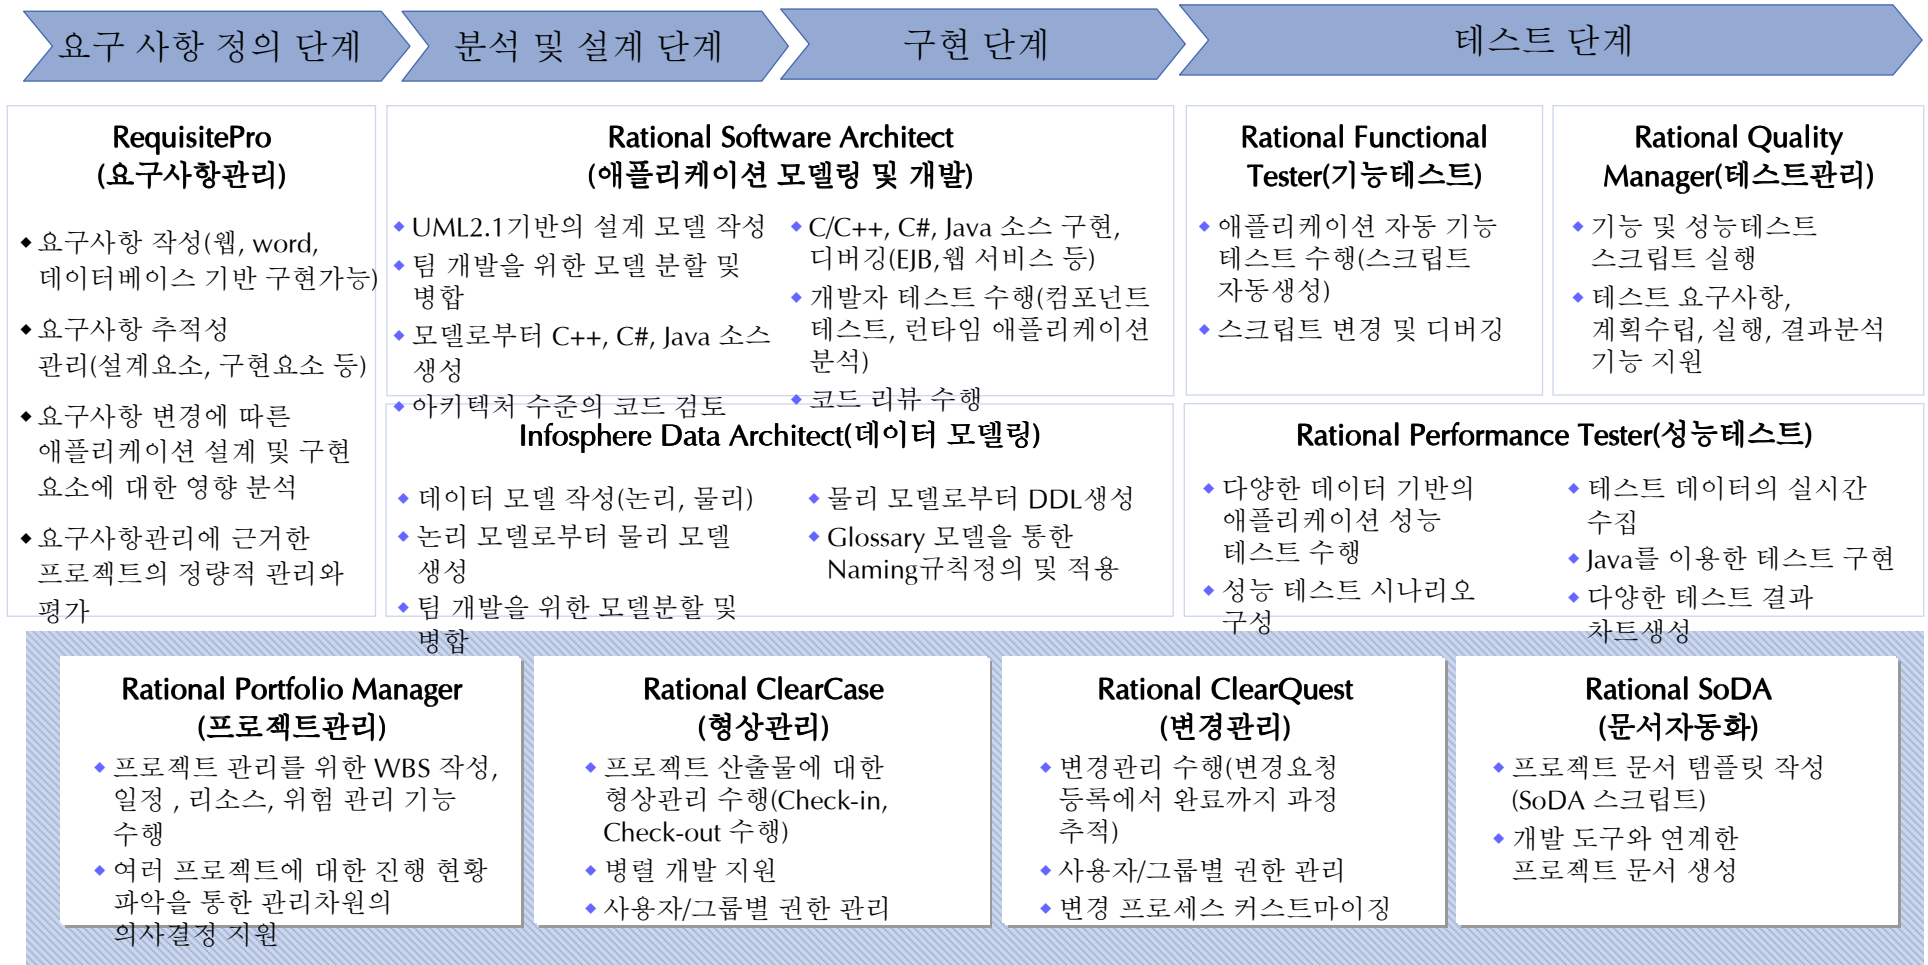 요구 사항 정의 단계
분석 및 설계 단계
구현 단계
테스트 단계
RequisitePro
(요구사항관리)
요구사항 작성(웹, word,
데이터베이스 기반 구현가능)
요구사항 추적성
관리(설계요소, 구현요소 등)
요구사항 변경에 따른
애플리케이션 설계 및 구현
요소에 대한 영향 분석
요구사항관리에 근거한
프로젝트의 정량적 관리와
평가
Rational Software Architect
(애플리케이션 모델링 및 개발)
UML2.1기반의 설계 모델 작성
팀 개발을 위한 모델 분할 및
병합
모델로부터 C++, C#, Java 소스
생성
아키텍처 수준의 코드 검토
C/C++, C#, Java 소스 구현,
디버깅(EJB,웹 서비스 등)
개발자 테스트 수행(컴포넌트
테스트, 런타임 애플리케이션
분석)
코드 리뷰 수행
Rational Functional
Tester(기능테스트)
애플리케이션 자동 기능
테스트 수행(스크립트
자동생성)
스크립트 변경 및 디버깅
Rational Quality
Manager(테스트관리)
기능 및 성능테스트
스크립트 실행
테스트 요구사항,
계획수립, 실행, 결과분석
기능 지원
Infosphere Data Architect(데이터 모델링)
데이터 모델 작성(논리, 물리)
논리 모델로부터 물리 모델
생성
팀 개발을 위한 모델분할 및
병합
물리 모델로부터 DDL생성
Glossary 모델을 통한
Naming규칙정의 및 적용
Rational Performance Tester(성능테스트)
다양한 데이터 기반의
애플리케이션 성능
테스트 수행
성능 테스트 시나리오
구성
테스트 데이터의 실시간
수집
Java를 이용한 테스트 구현
다양한 테스트 결과
차트생성
Rational Portfolio Manager
(프로젝트관리)
프로젝트 관리를 위한 WBS 작성,
일정 , 리소스, 위험 관리 기능
수행
여러 프로젝트에 대한 진행 현황
파악을 통한 관리차원의
의사결정 지원
Rational ClearCase
(형상관리)
프로젝트 산출물에 대한
형상관리 수행(Check-in,
Check-out 수행)
병렬 개발 지원
사용자/그룹별 권한 관리
Rational ClearQuest
(변경관리)
변경관리 수행(변경요청
등록에서 완료까지 과정
추적)
사용자/그룹별 권한 관리
변경 프로세스 커스트마이징
Rational SoDA
(문서자동화)
프로젝트 문서 템플릿 작성
(SoDA 스크립트)
개발 도구와 연계한
프로젝트 문서 생성